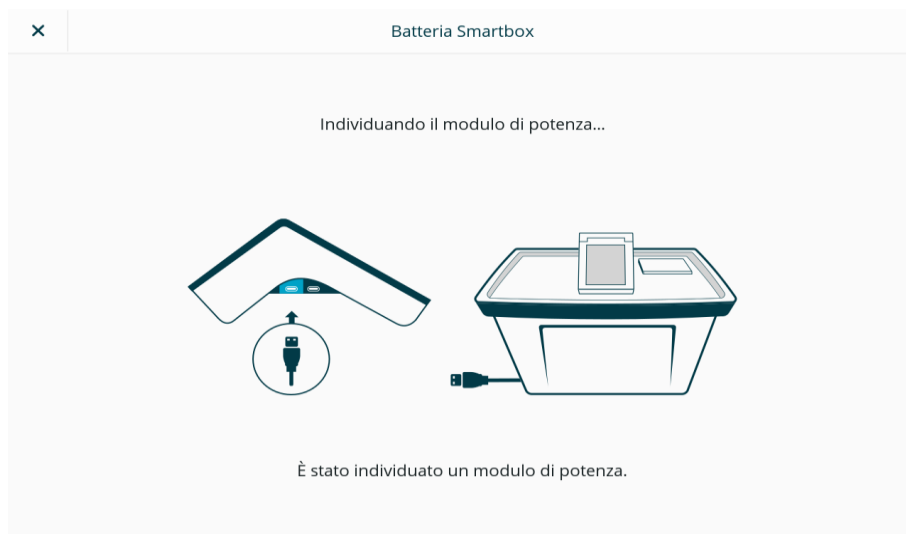 Batteria Smartbox
Individuando il modulo di potenza...
È stato individuato un modulo di potenza.